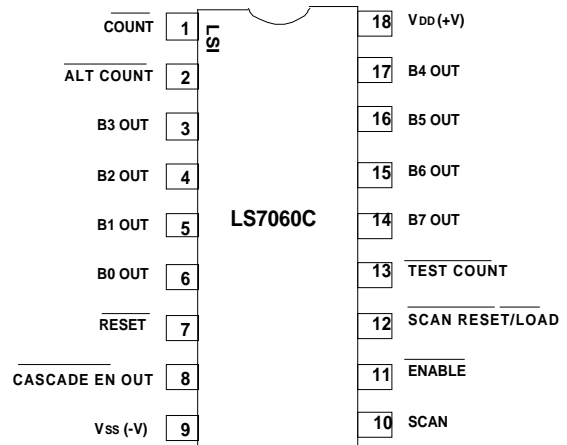 COUNT 1 LSI 18 VDD (+V)
ALT COUNT 2 17 B4 OUT
B3 OUT 3 16 B5 OUT
B2 OUT 4 15 B6 OUT
B1 OUT 5 LS7060C 14 B7 OUT
B0 OUT 6 13 TEST COUNT
RESET 7 12 SCAN RESET/LOAD
CASCADE EN OUT 8 11 ENABLE
VSS (-V) 9 10 SCAN